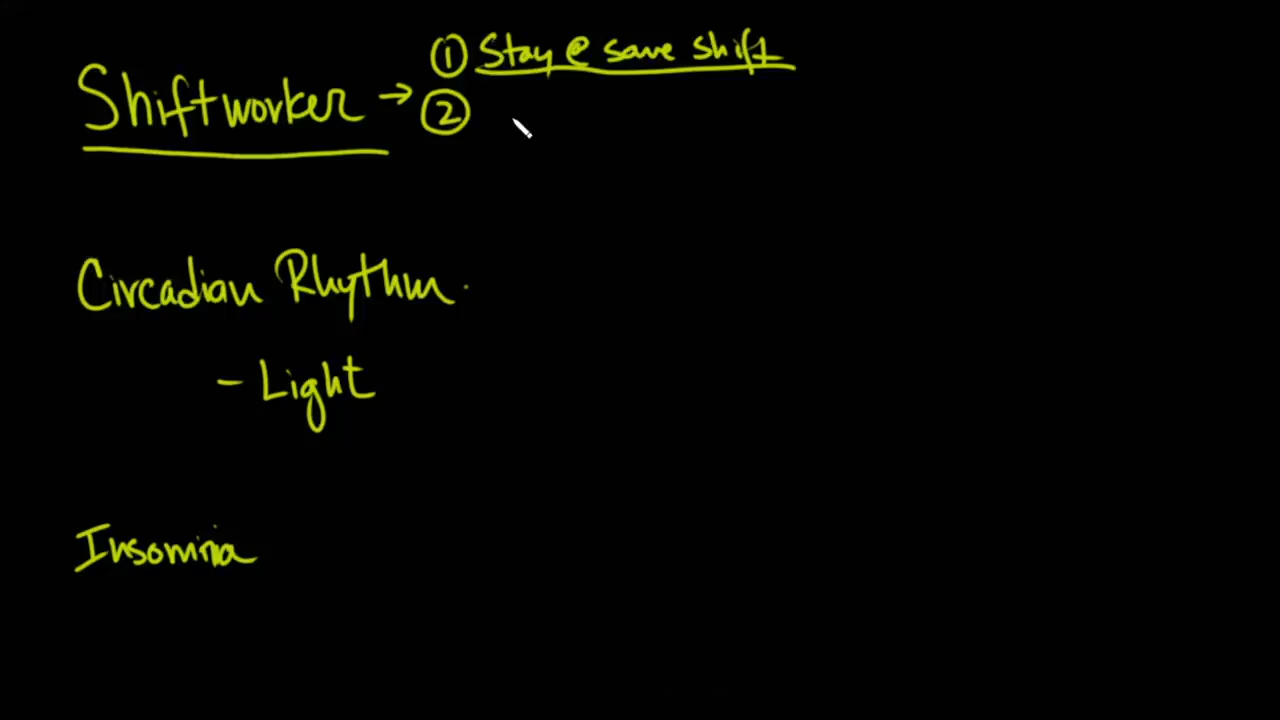 ① Stay @ same shift
Shiftworker →
②
Circadian Rhythm.
- Light
Insomnia